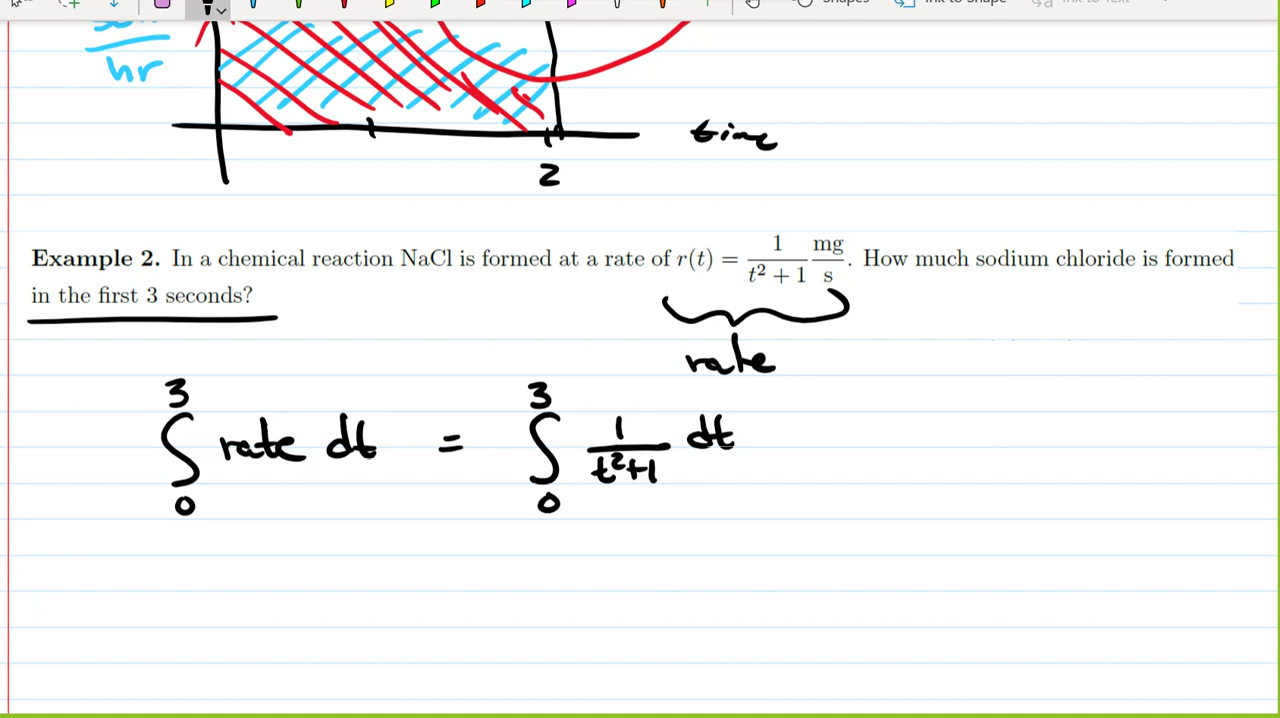 hr
time
2
Example 2. In a chemical reaction NaCl is formed at a rate of r(t) = 1/(t² + 1) mg/s. How much sodium chloride is formed
in the first 3 seconds?
rate
∫₀³ rate dt = ∫₀³ 1/(t²+1) dt